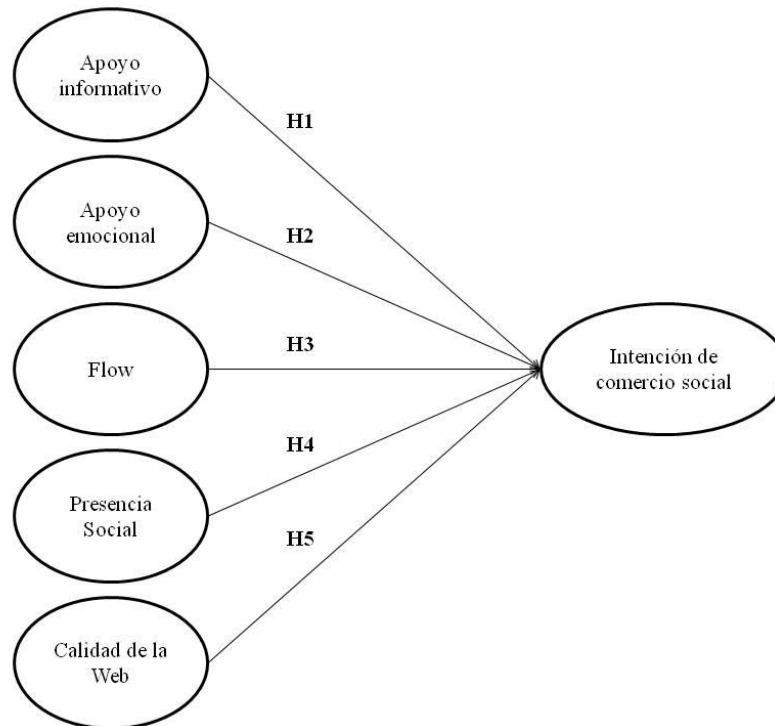 Apoyo
informativo
H1
Apoyo
emocional
H2
Flow
H3
Intención de
comercio social
Presencia
Social
H4
Calidad de la
Web
H5